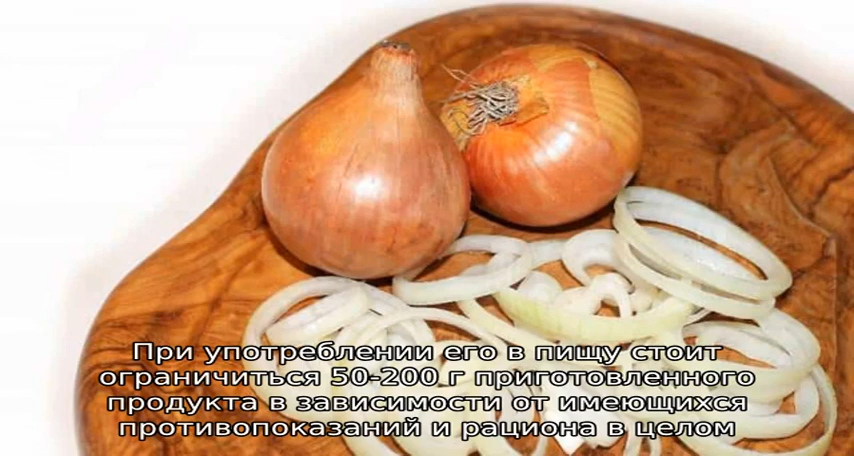 При употреблении его в пищу стоит
ограничиться 50-200 г приготовленного
продукта в зависимости от имеющихся
противопоказаний и рациона в целом